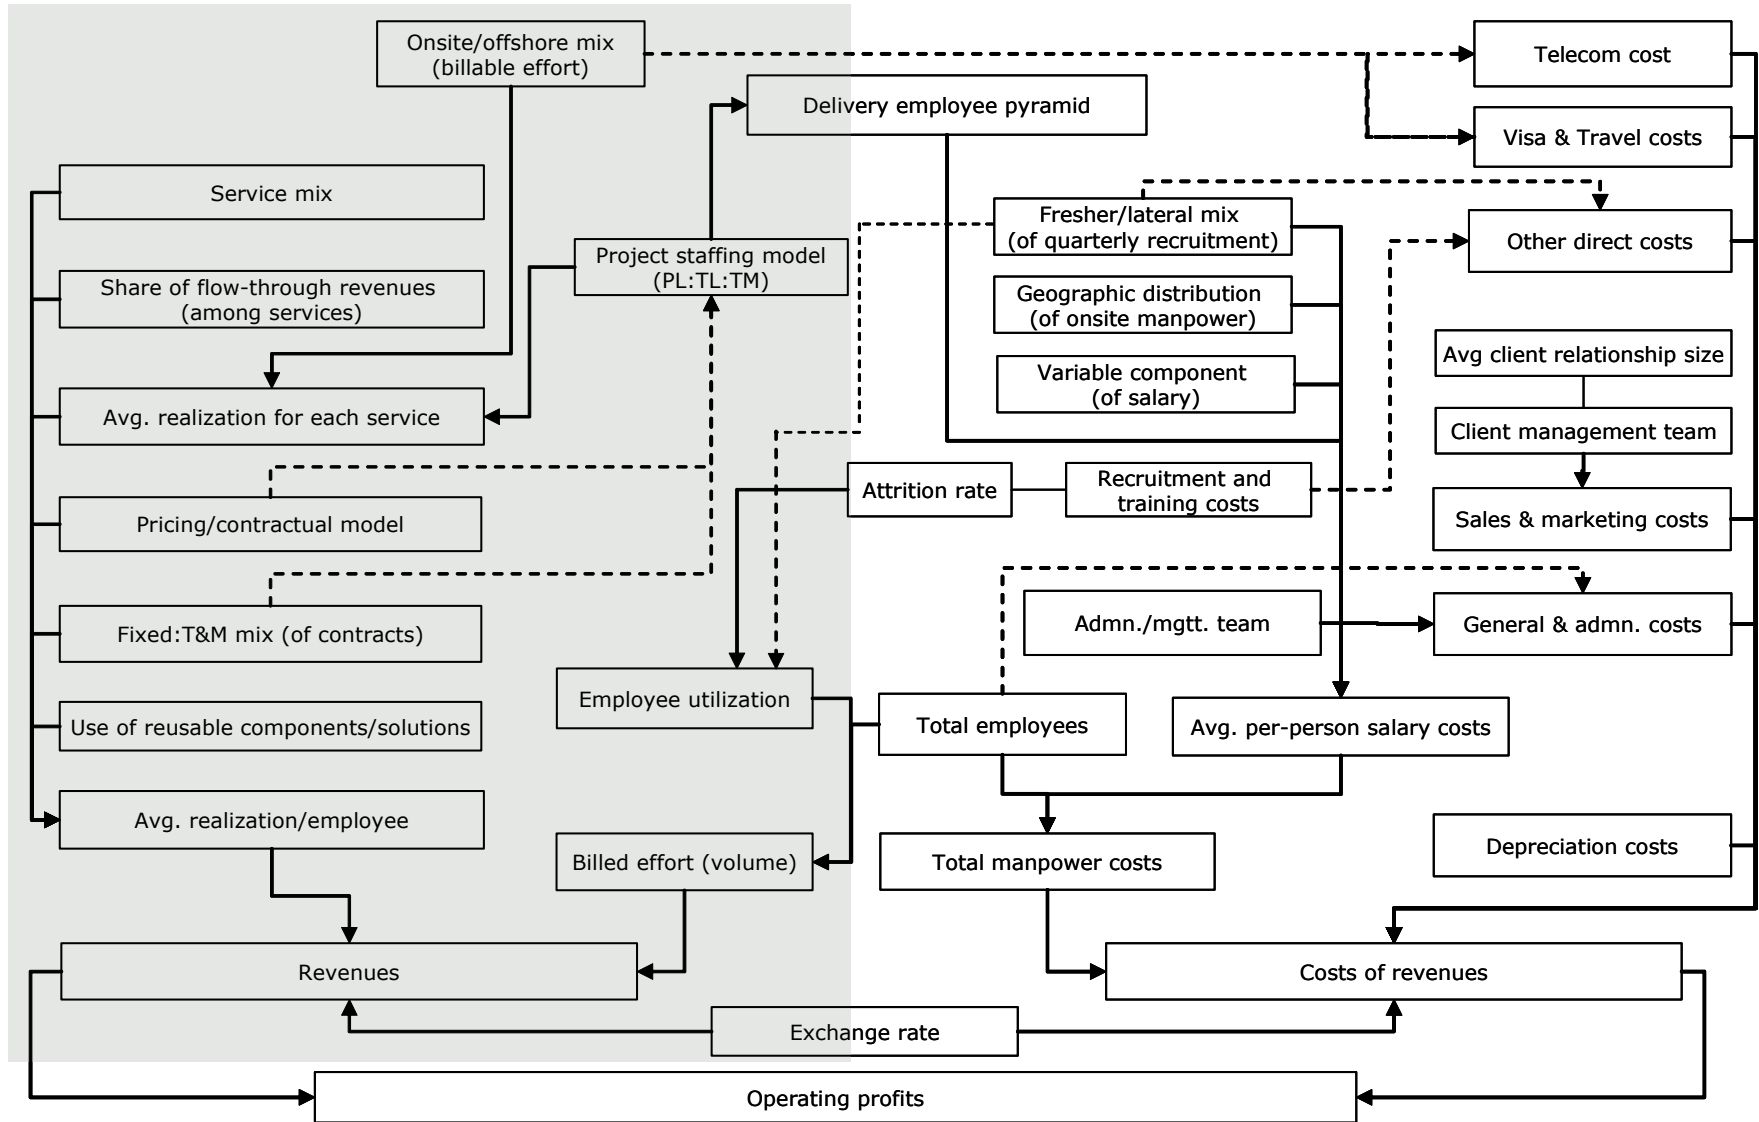 Onsite/offshore mix
(billable effort)
Telecom cost
Delivery employee pyramid
Visa & Travel costs
Service mix
Fresher/lateral mix
(of quarterly recruitment)
Other direct costs
Project staffing model
(PL:TL:TM)
Share of flow-through revenues
(among services)
Geographic distribution
(of onsite manpower)
Avg client relationship size
Variable component
(of salary)
Avg. realization for each service
Client management team
Attrition rate
Recruitment and
training costs
Pricing/contractual model
Sales & marketing costs
Fixed:T&M mix (of contracts)
Admn./mgtt. team
General & admn. costs
Employee utilization
Use of reusable components/solutions
Total employees
Avg. per-person salary costs
Avg. realization/employee
Billed effort (volume)
Total manpower costs
Depreciation costs
Revenues
Costs of revenues
Exchange rate
Operating profits